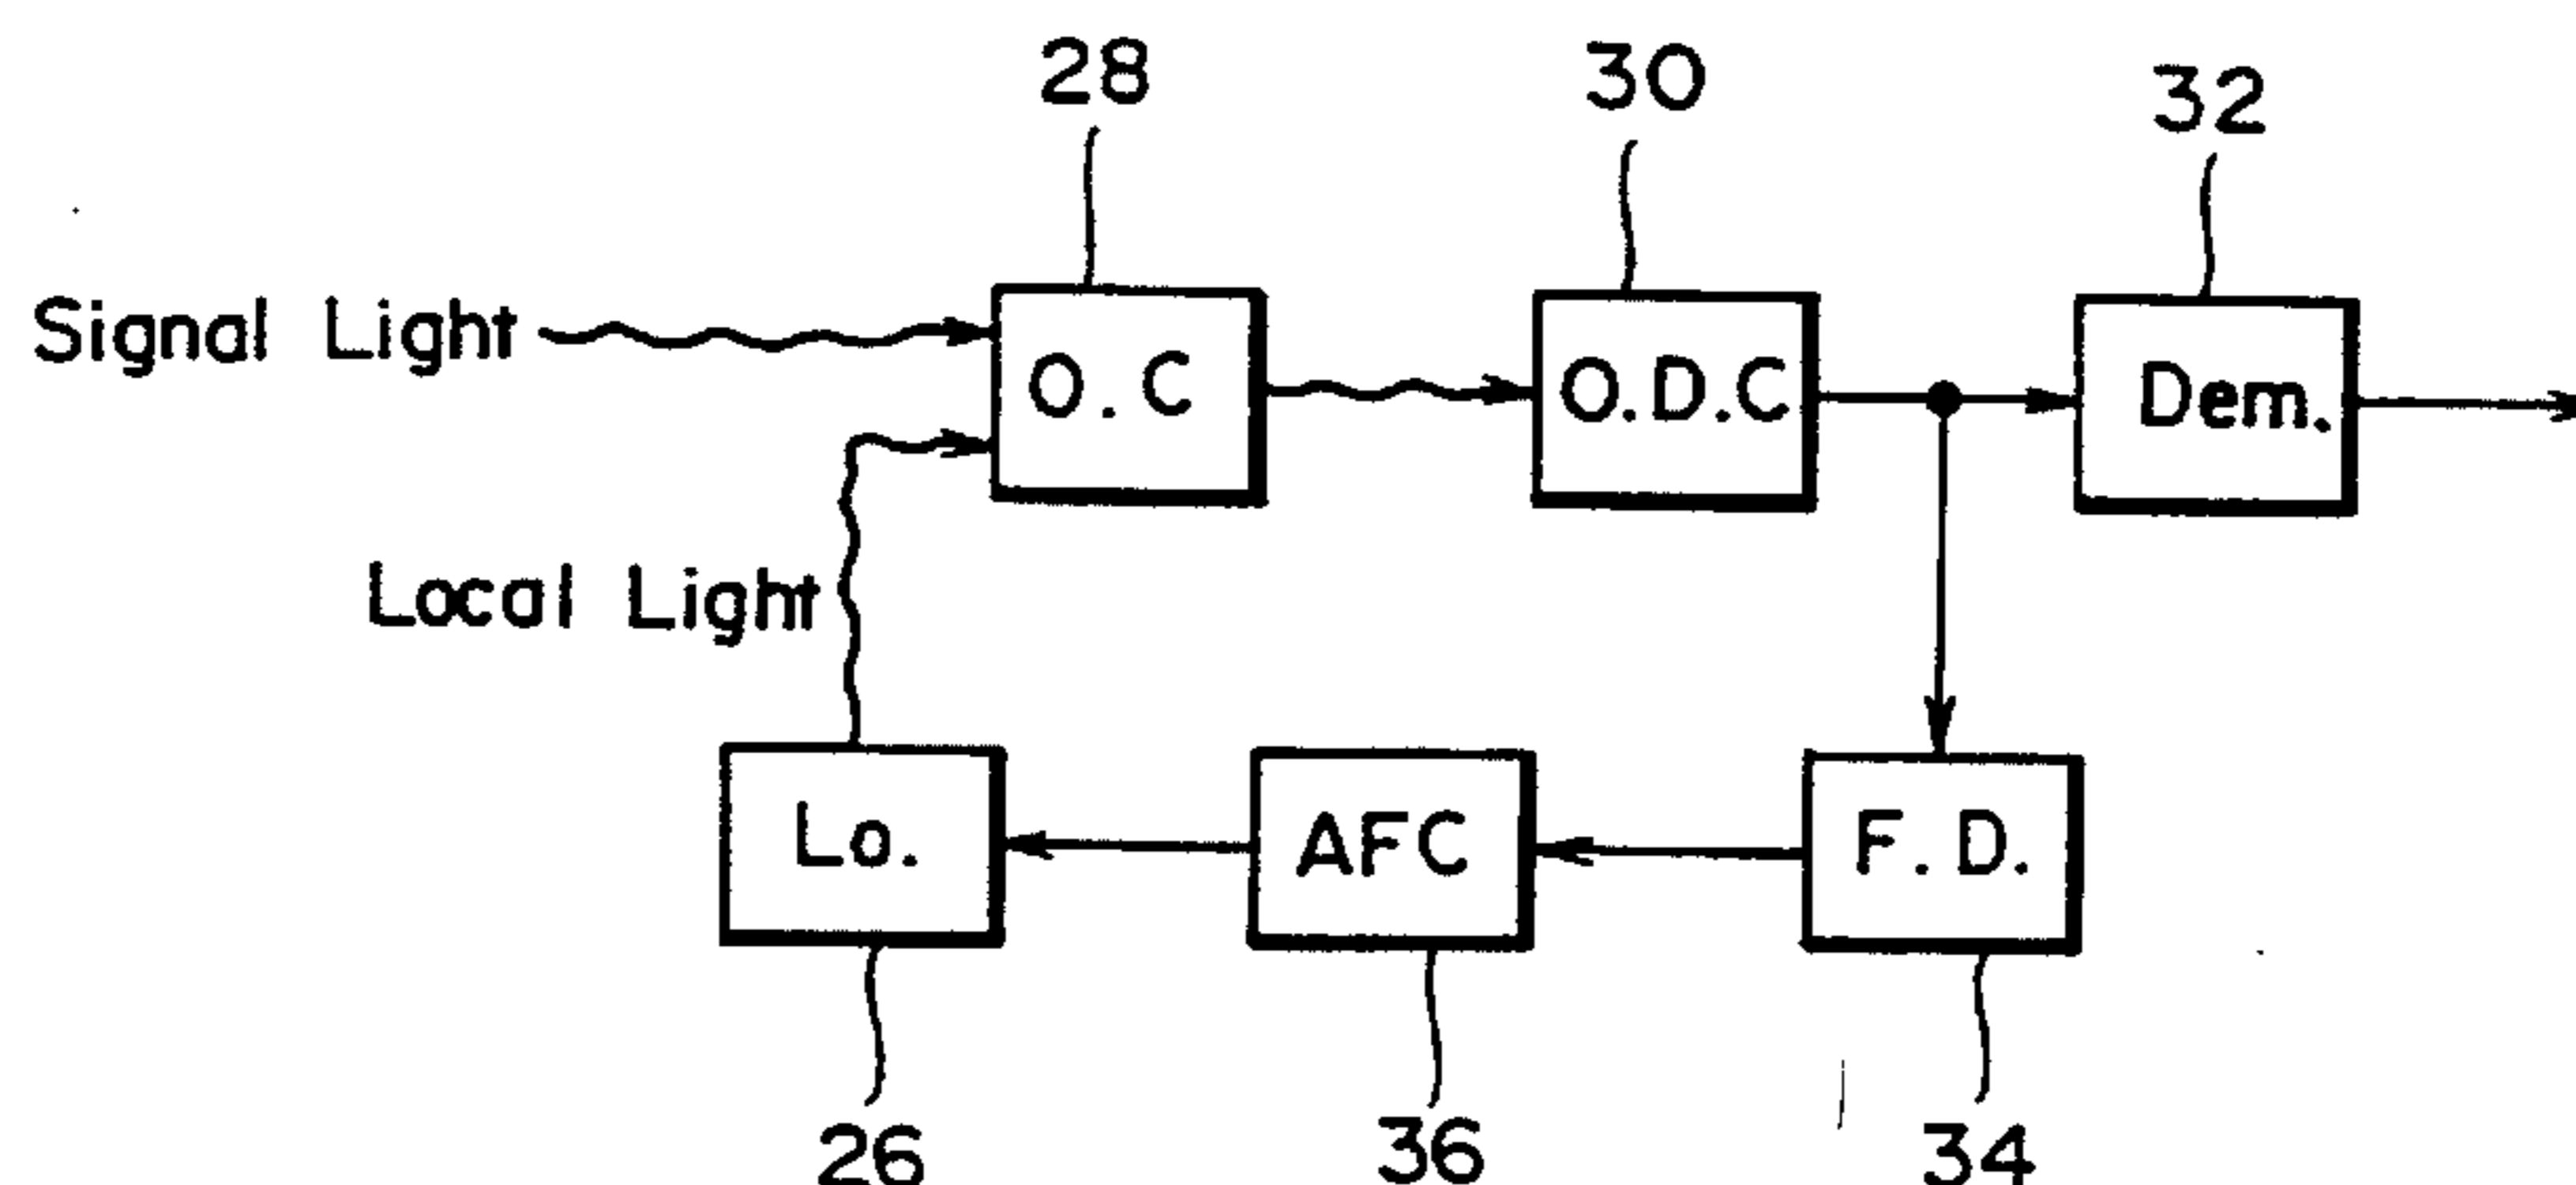 28
30
32
Signal Light
O.C
O.D.C
Dem.
Local Light
Lo.
AFC
F.D.
26
36
34